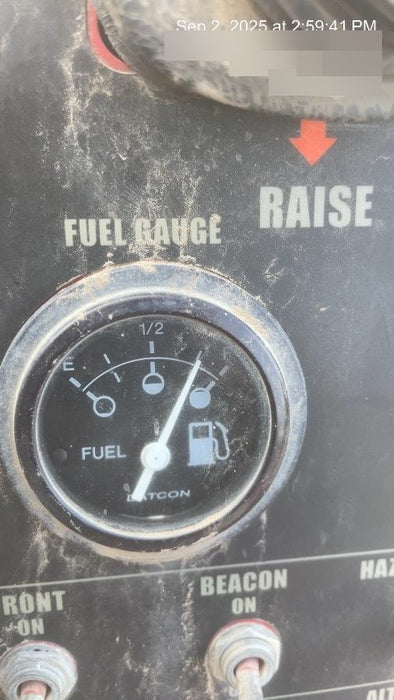 Sep 2, 2025 at 2:59:41 PM
RAISE
FUEL GAUGE
1/2
E
FUEL
DATCON
RONT
ON
BEACON
ON
HAZ